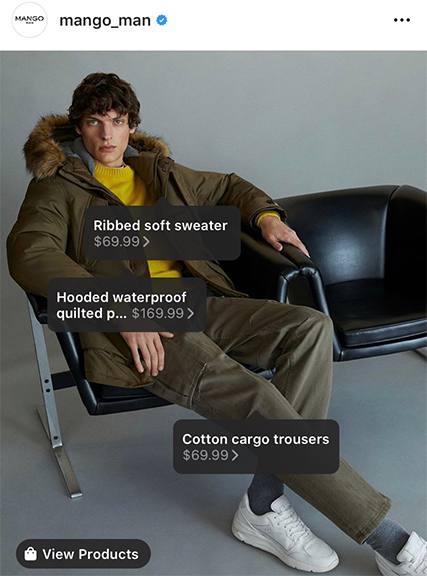 MANGO
MAN
mango_man
Ribbed soft sweater
$69.99
Hooded waterproof
quilted p... $169.99
Cotton cargo trousers
$69.99
View Products